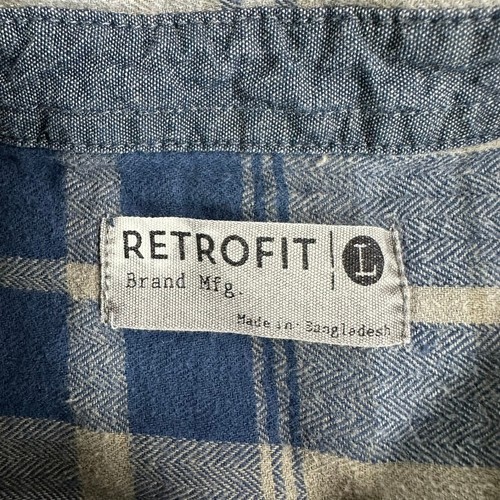 RETROFIT | L
Brand Mfg.
Made in Bangladesh